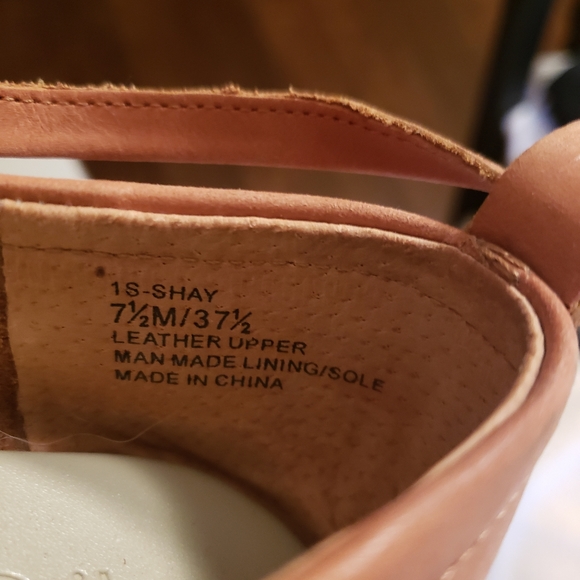 1S-SHAY
7½M/37½
LEATHER UPPER
MAN MADE LINING/SOLE
MADE IN CHINA